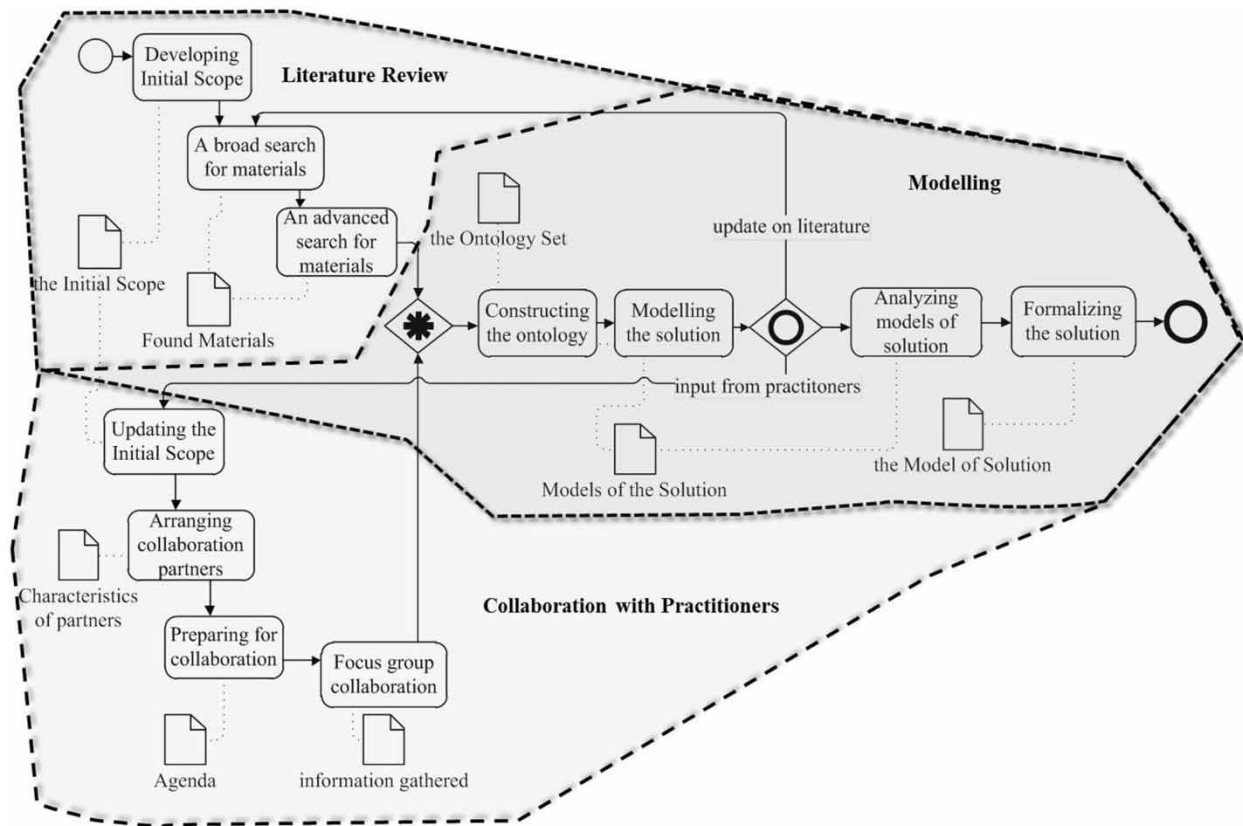 Developing
Initial Scope
Literature Review
A broad search
for materials
Modelling
An advanced
search for
materials
the Ontology Set
update on literature
the Initial Scope
Found Materials
Constructing
the ontology
Modelling
the solution
Analyzing
models of
solution
Formalizing
the solution
input from practitoners
Updating the
Initial Scope
Models of the Solution
the Model of Solution
Arranging
collaboration
partners
Characteristics
of partners
Collaboration with Practitioners
Preparing for
collaboration
Focus group
collaboration
Agenda
information gathered